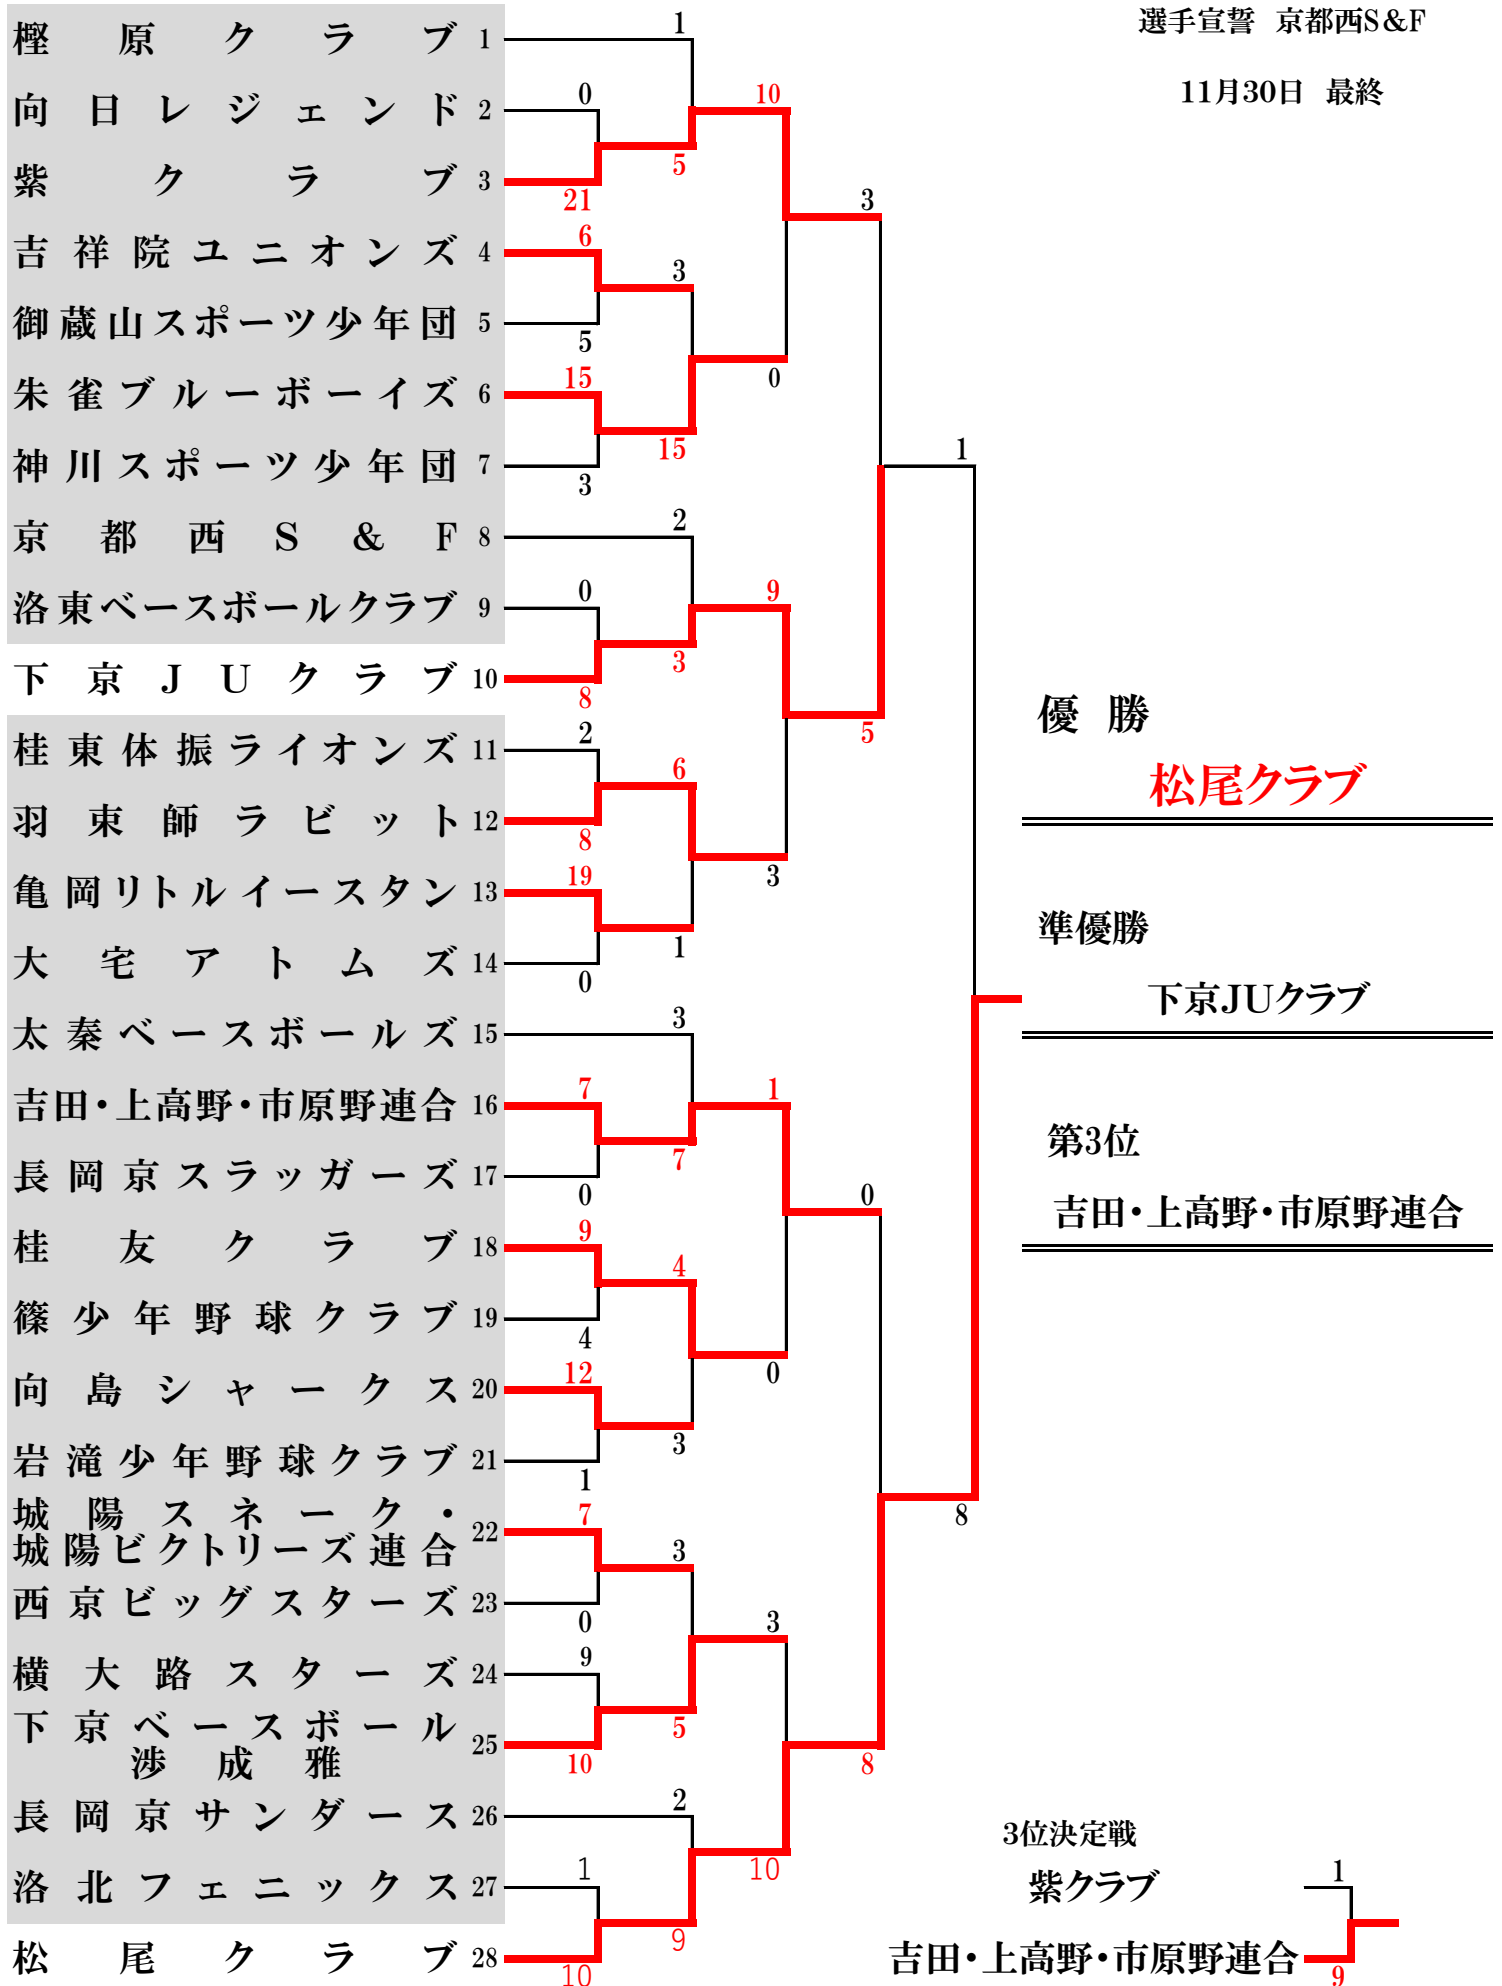 選手宣誓 京都西S&F
11月30日 最終
樫原クラブ 1
向日レジェンド 2
紫クラブ 3
吉祥院ユニオンズ 4
御蔵山スポーツ少年団 5
朱雀ブルーボーイズ 6
神川スポーツ少年団 7
京都西S&F 8
洛東ベースボールクラブ 9
下京JUクラブ 10
桂東体振ライオンズ 11
羽束師ラビット 12
亀岡リトルイースタン 13
大宅アトムズ 14
太秦ベースボールズ 15
吉田・上高野・市原野連合 16
長岡京スラッガーズ 17
桂友クラブ 18
篠少年野球クラブ 19
向島シャークス 20
岩滝少年野球クラブ 21
城陽スネーク・
城陽ビクトリーズ連合 22
西京ビッグスターズ 23
横大路スターズ 24
下京ベースボール
渉成雅 25
長岡京サンダース 26
洛北フェニックス 27
松尾クラブ 28
0
21
6
5
15
3
0
8
2
8
19
0
7
0
9
4
12
1
7
0
9
10
1
10
1
5
3
15
2
3
6
1
3
7
4
3
3
5
2
9
10
0
9
3
1
0
3
10
3
5
0
8
1
8
優勝
松尾クラブ
準優勝
下京JUクラブ
第3位
吉田・上高野・市原野連合
3位決定戦
紫クラブ 1
吉田・上高野・市原野連合 9